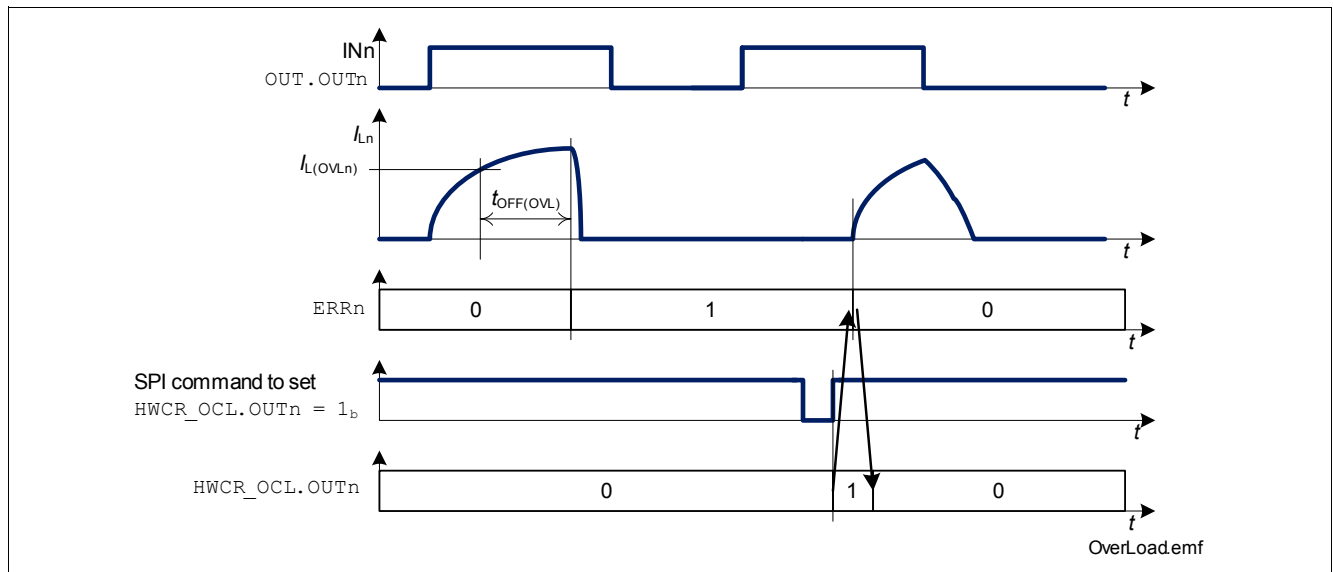 INn
OUT.OUTn
t
ILn
IL(OVLn)
tOFF(OVL)
t
ERRn
0
1
0
t
SPI command to set
HWCR_OCL.OUTn = 1b
t
HWCR_OCL.OUTn
0
1
0
t
OverLoad.emf